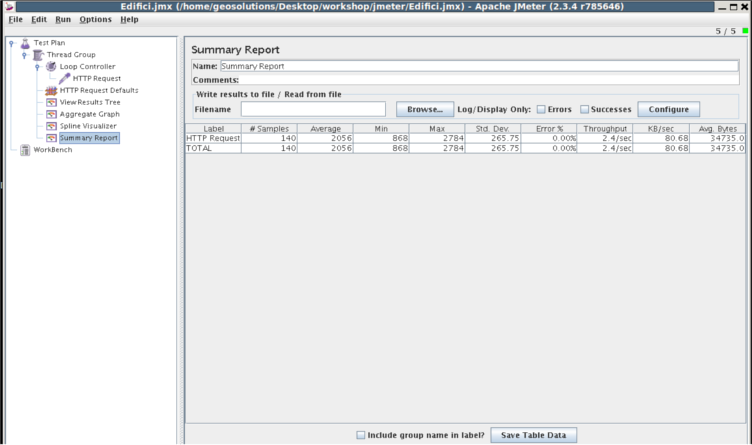 Edifici.jmx (/home/geosolutions/Desktop/workshop/jmeter/Edifici.jmx) - Apache JMeter (2.3.4 r785646)
File Edit Run Options Help
5 / 5
Test Plan
Thread Group
Loop Controller
HTTP Request
HTTP Request Defaults
View Results Tree
Aggregate Graph
Spline Visualizer
Summary Report
WorkBench
Summary Report
Name: Summary Report
Comments:
Write results to file / Read from file
Filename Browse... Log/Display Only: Errors Successes Configure
Label # Samples Average Min Max Std. Dev. Error % Throughput KB/sec Avg. Bytes
HTTP Request 140 2056 868 2784 265.75 0.00% 2.4/sec 80.68 34735.0
TOTAL 140 2056 868 2784 265.75 0.00% 2.4/sec 80.68 34735.0
Include group name in label? Save Table Data